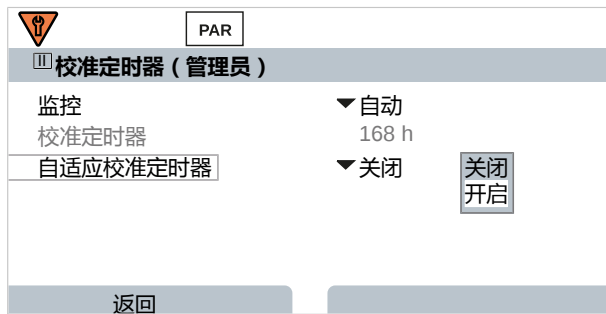 PAR
II 校准定时器（管理员）
监控 自动
校准定时器 168 h
自适应校准定时器 关闭 关闭
开启
返回